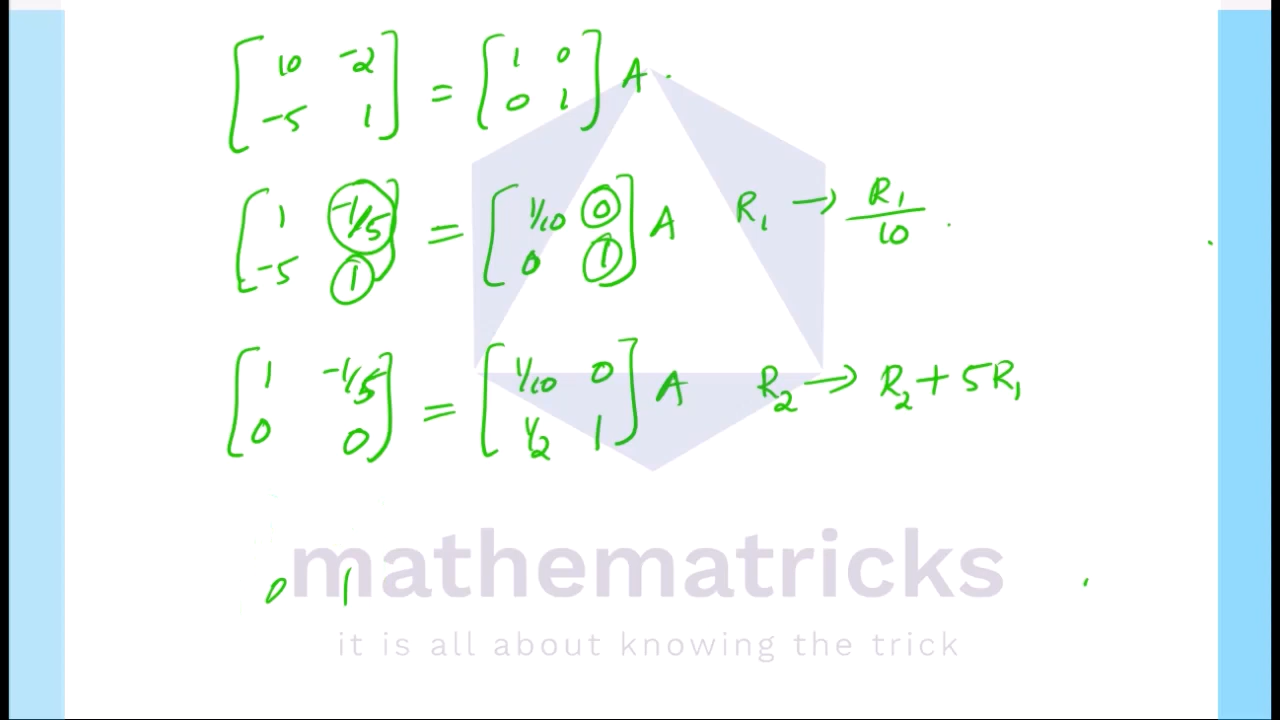 [10 -2
-5 1] = [1 0
0 1] A.
[1 -1/5
-5 1] = [1/10 0
0 1] A R₁ → R₁/10
[1 -1/5
0 0] = [1/10 0
1/2 1] A R₂ → R₂ + 5R₁
0 1
mathematricks
it is all about knowing the trick